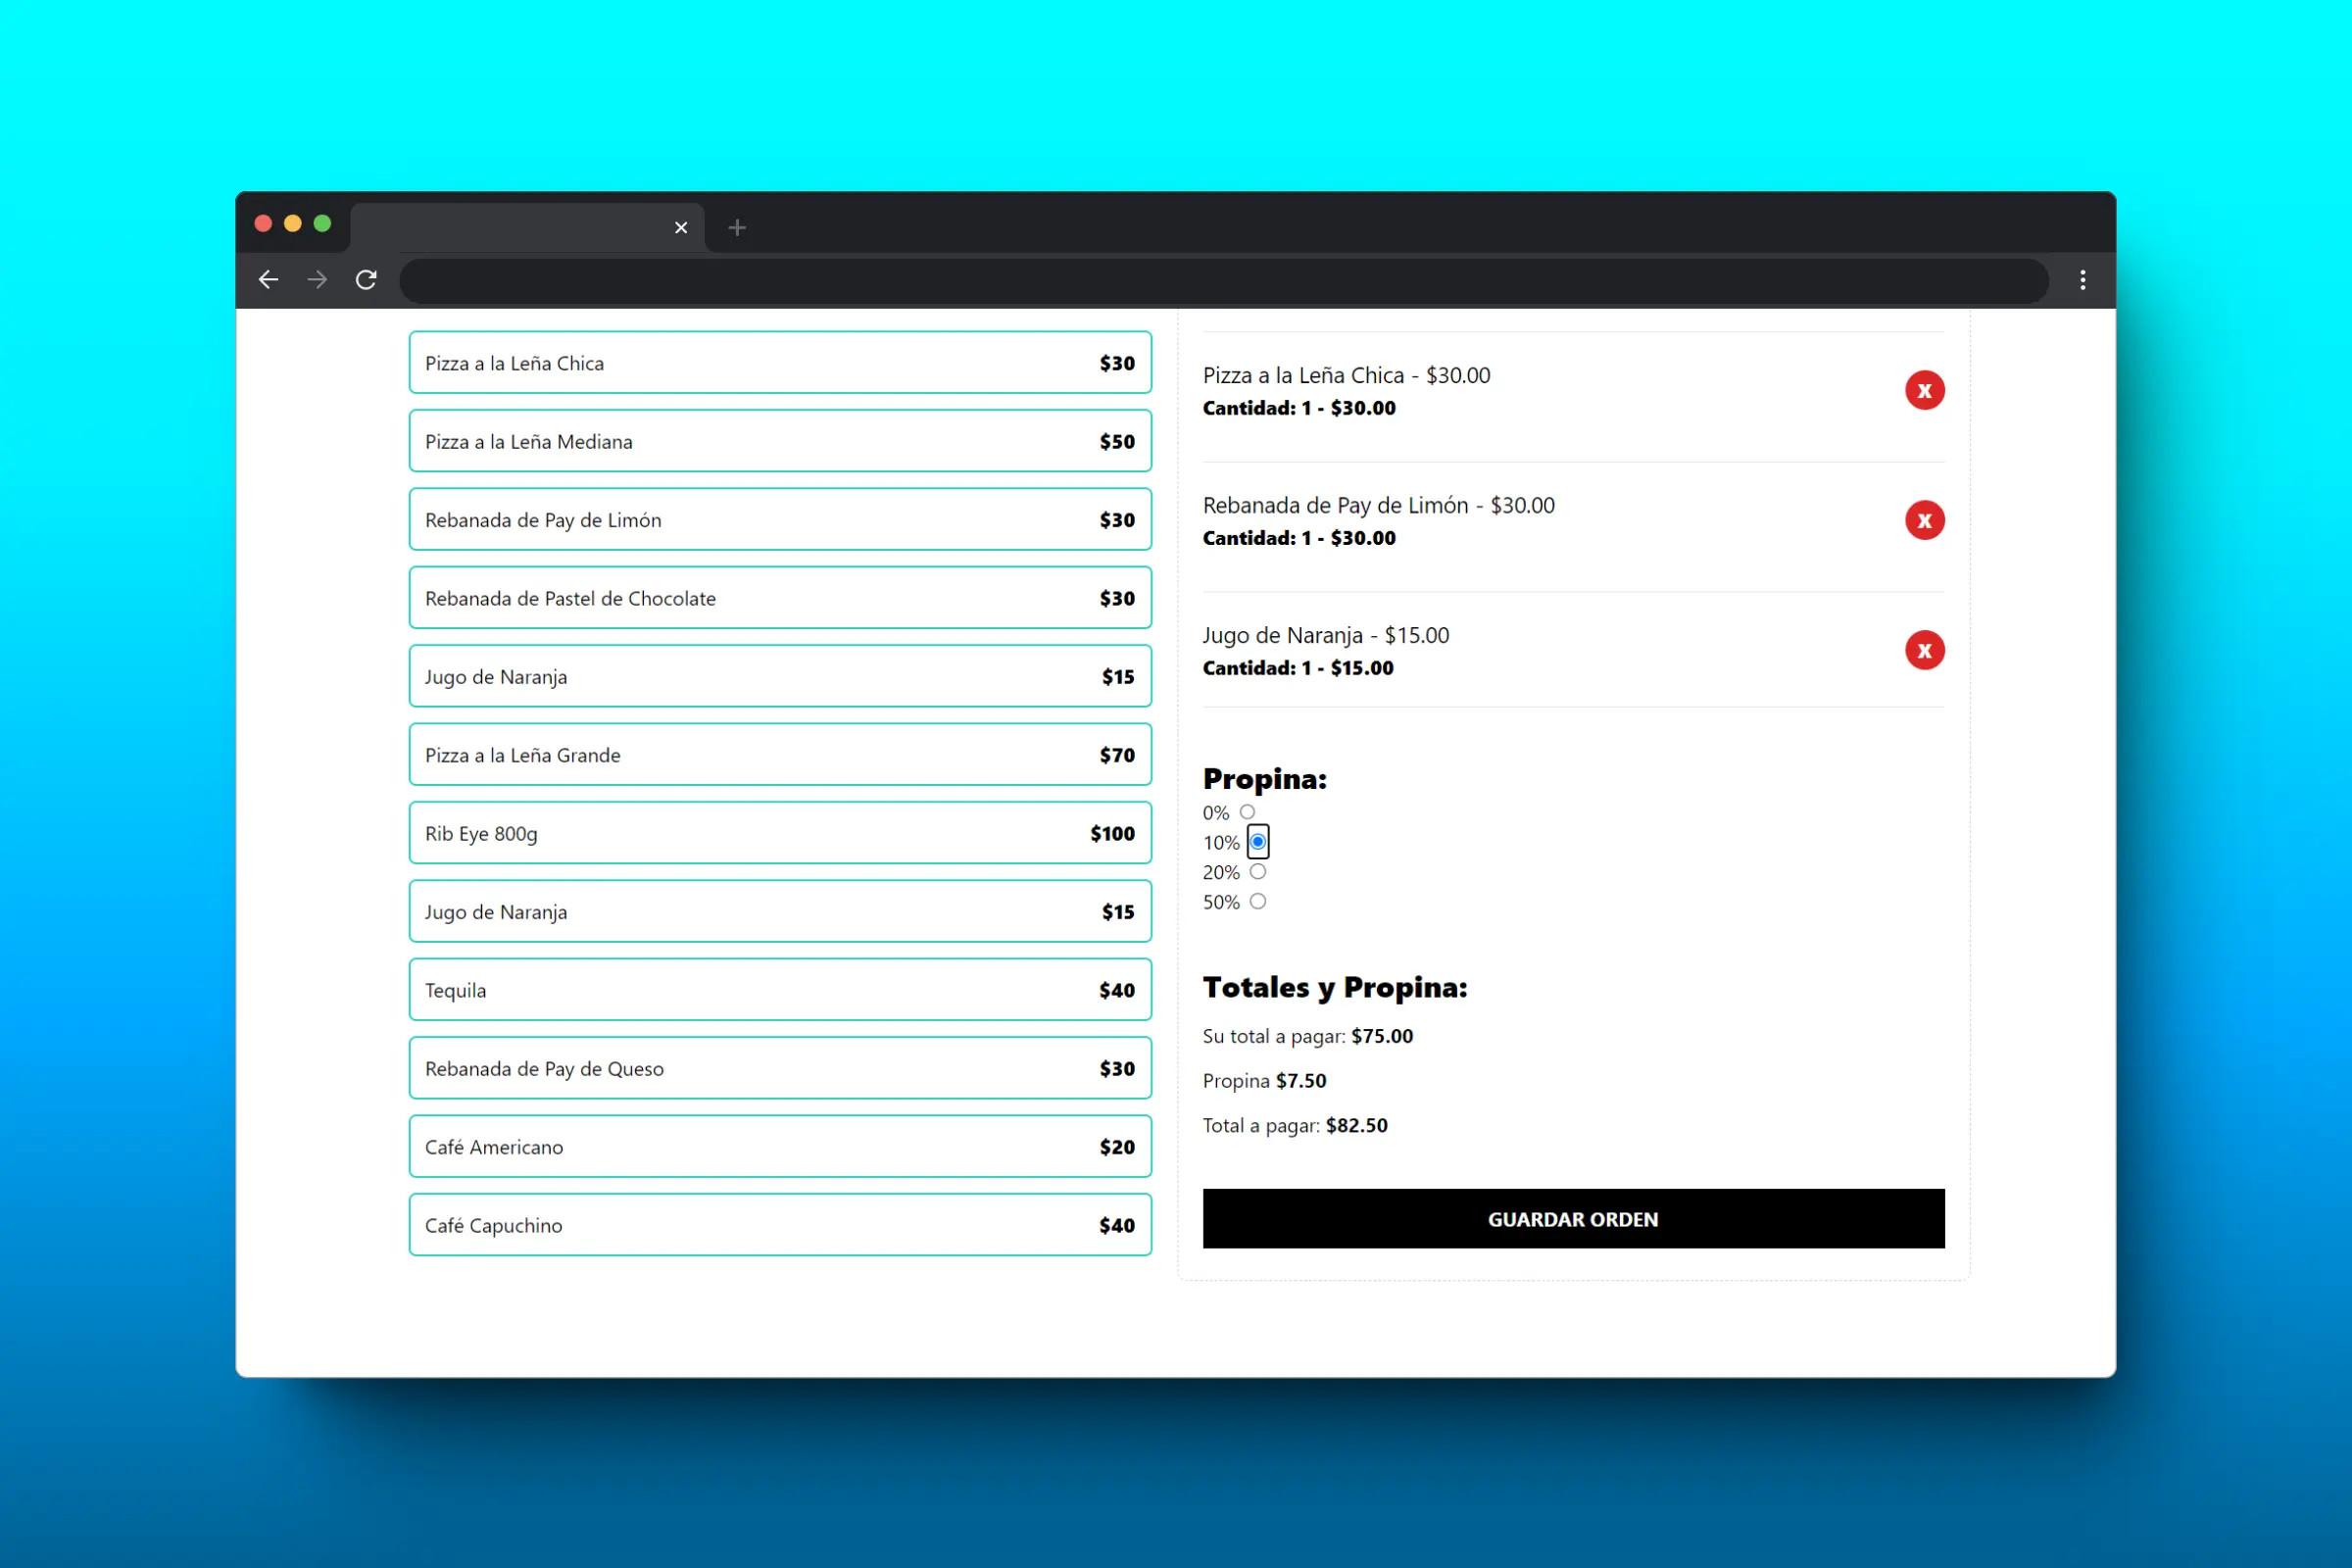 Pizza a la Leña Chica $30
Pizza a la Leña Mediana $50
Rebanada de Pay de Limón $30
Rebanada de Pastel de Chocolate $30
Jugo de Naranja $15
Pizza a la Leña Grande $70
Rib Eye 800g $100
Jugo de Naranja $15
Tequila $40
Rebanada de Pay de Queso $30
Café Americano $20
Café Capuchino $40
Pizza a la Leña Chica - $30.00
Cantidad: 1 - $30.00
X
Rebanada de Pay de Limón - $30.00
Cantidad: 1 - $30.00
X
Jugo de Naranja - $15.00
Cantidad: 1 - $15.00
X
Propina:
0%
10%
20%
50%
Totales y Propina:
Su total a pagar: $75.00
Propina $7.50
Total a pagar: $82.50
GUARDAR ORDEN